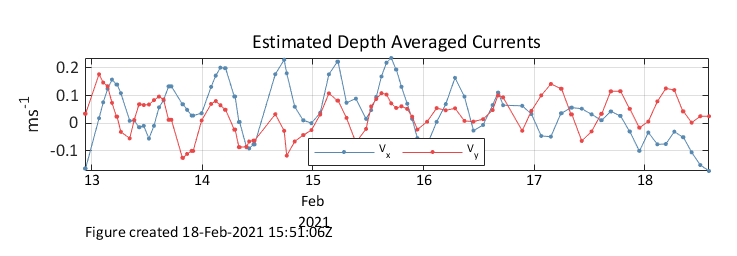 Estimated Depth Averaged Currents
ms⁻¹
0.2
0.1
0
-0.1
13 14 15 16 17 18
Feb
2021
Vₓ Vᵧ
Figure created 18-Feb-2021 15:51:06Z